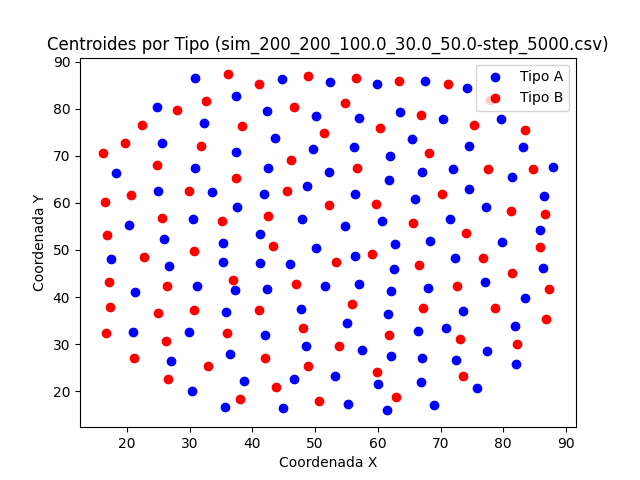 Centroides por Tipo (sim_200_200_100.0_30.0_50.0-step_5000.csv)
Tipo A
Tipo B
Coordenada Y
90
80
70
60
50
40
30
20
20 30 40 50 60 70 80 90
Coordenada X